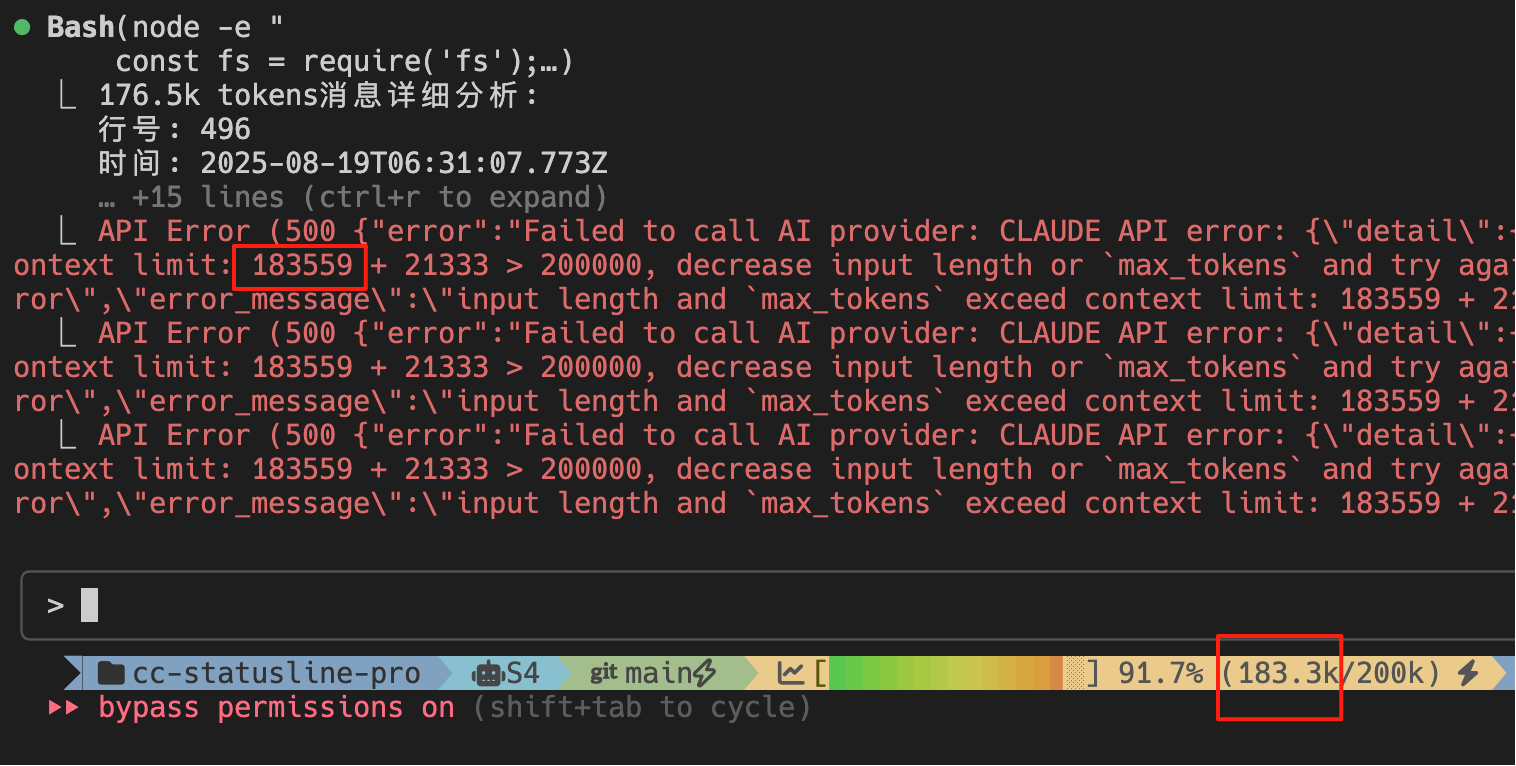 Bash(node -e "
const fs = require('fs');…)
176.5k tokens消息详细分析:
行号: 496
时间: 2025-08-19T06:31:07.773Z
… +15 lines (ctrl+r to expand)
API Error (500 {"error":"Failed to call AI provider: CLAUDE API error: {\"detail\":
ontext limit: 183559 + 21333 > 200000, decrease input length or `max_tokens` and try aga
ror\",\"error_message\":\"input length and `max_tokens` exceed context limit: 183559 + 2
API Error (500 {"error":"Failed to call AI provider: CLAUDE API error: {\"detail\":
ontext limit: 183559 + 21333 > 200000, decrease input length or `max_tokens` and try aga
ror\",\"error_message\":\"input length and `max_tokens` exceed context limit: 183559 + 2
API Error (500 {"error":"Failed to call AI provider: CLAUDE API error: {\"detail\":
ontext limit: 183559 + 21333 > 200000, decrease input length or `max_tokens` and try aga
ror\",\"error_message\":\"input length and `max_tokens` exceed context limit: 183559 + 2
>
cc-statusline-pro S4 git main [ ] 91.7% (183.3k/200k)
bypass permissions on (shift+tab to cycle)